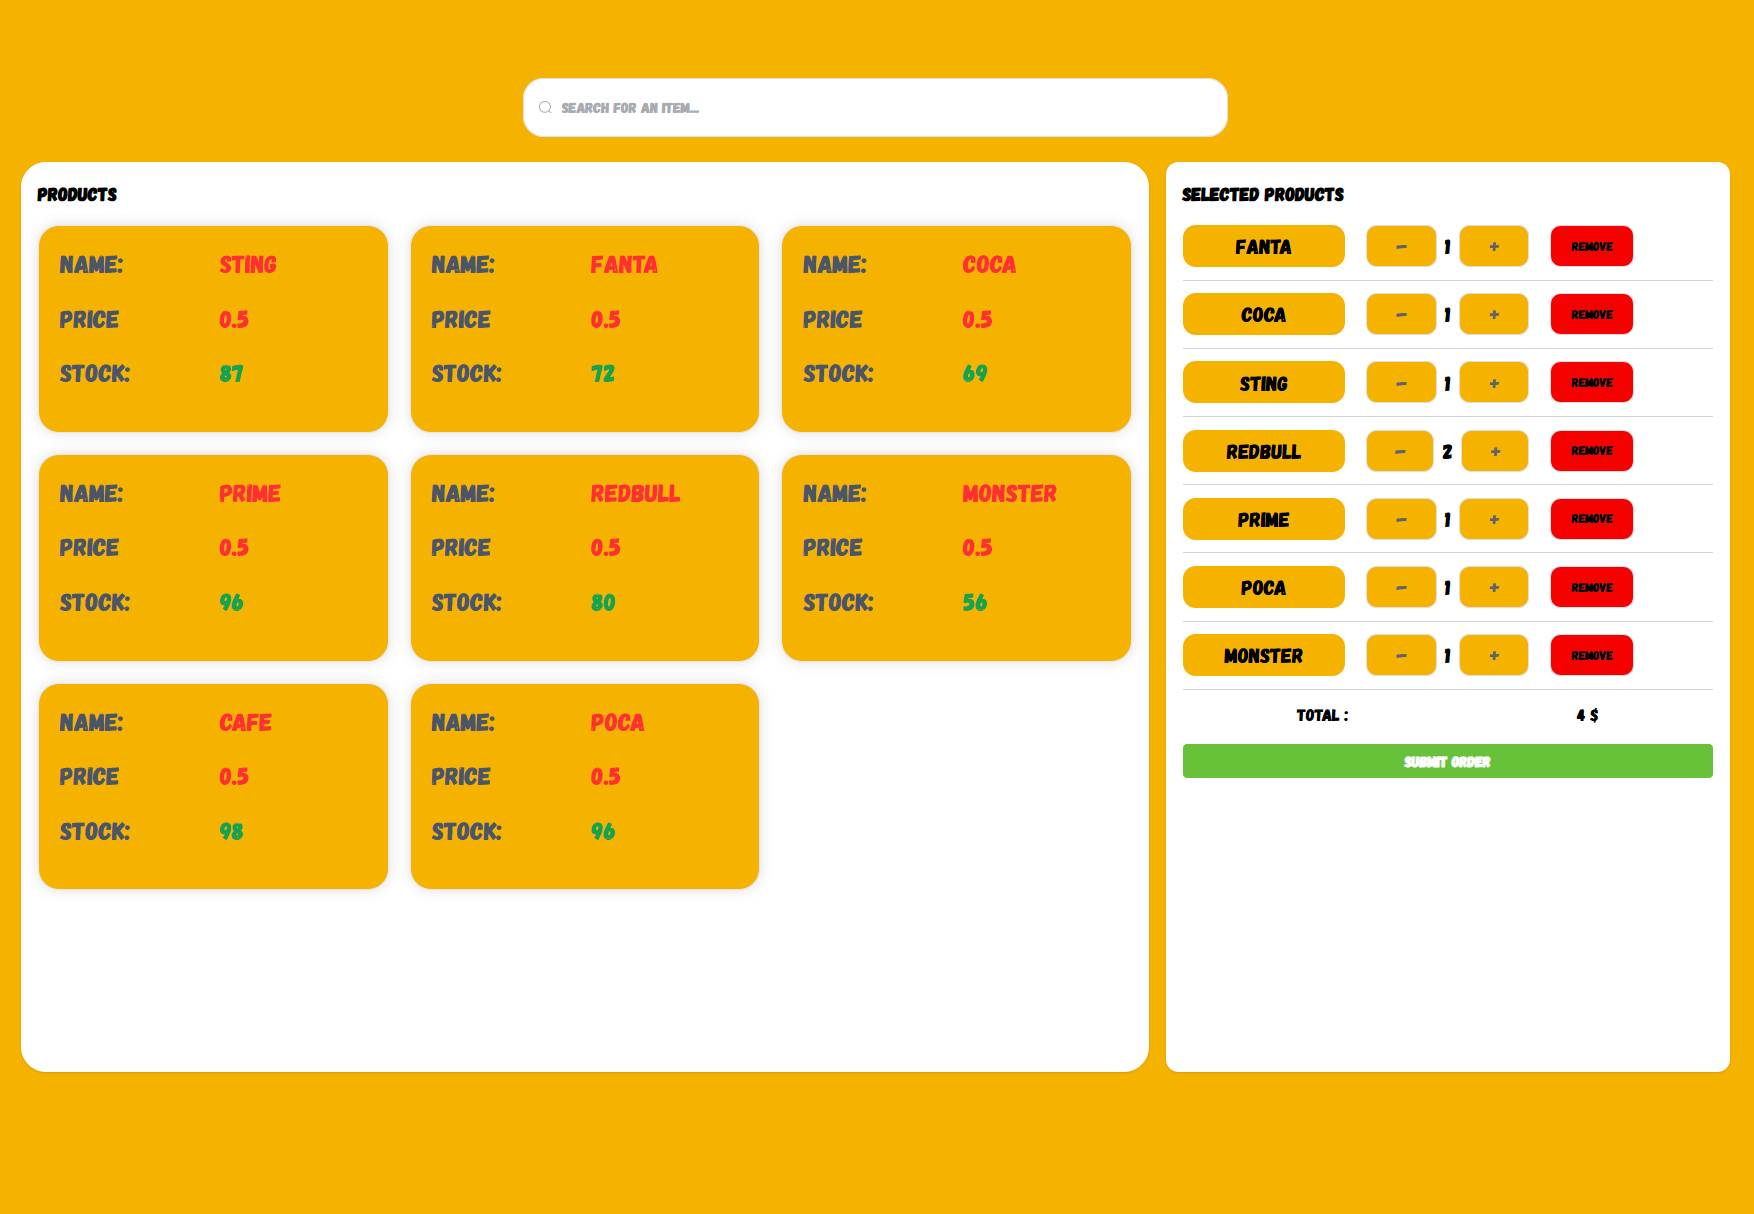 SEARCH FOR AN ITEM...
PRODUCTS
NAME: STING
PRICE 0.5
STOCK: 87
NAME: FANTA
PRICE 0.5
STOCK: 72
NAME: COCA
PRICE 0.5
STOCK: 69
NAME: PRIME
PRICE 0.5
STOCK: 96
NAME: REDBULL
PRICE 0.5
STOCK: 80
NAME: MONSTER
PRICE 0.5
STOCK: 56
NAME: CAFE
PRICE 0.5
STOCK: 98
NAME: POCA
PRICE 0.5
STOCK: 96
SELECTED PRODUCTS
FANTA - 1 + REMOVE
COCA - 1 + REMOVE
STING - 1 + REMOVE
REDBULL - 2 + REMOVE
PRIME - 1 + REMOVE
POCA - 1 + REMOVE
MONSTER - 1 + REMOVE
TOTAL : 4 $
SUBMIT ORDER